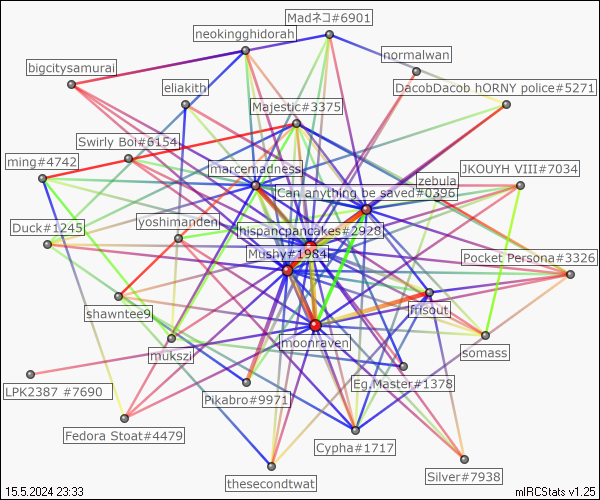 Madネコ#6901
neokingghidorah
normalwan
bigcitysamurai
eliakith
DacobDacob hORNY police#5271
Majestic#3375
Swirly Boi#6154
ming#4742
marcemadness
JKOUYH VIII#7034
zebula
Can anything be saved#0396
yoshimanden
Duck#1245
hispancpancakes#2928
Mushy#1984
Pocket Persona#3326
shawntee9
frisout
moonraven
mukszi
somass
Eg.Master#1378
LPK2387 #7690
Pikabro#9971
Fedora Stoat#4479
Cypha#1717
thesecondtwat
Silver#7938
15.5.2024 23:33
mIRCStats v1.25